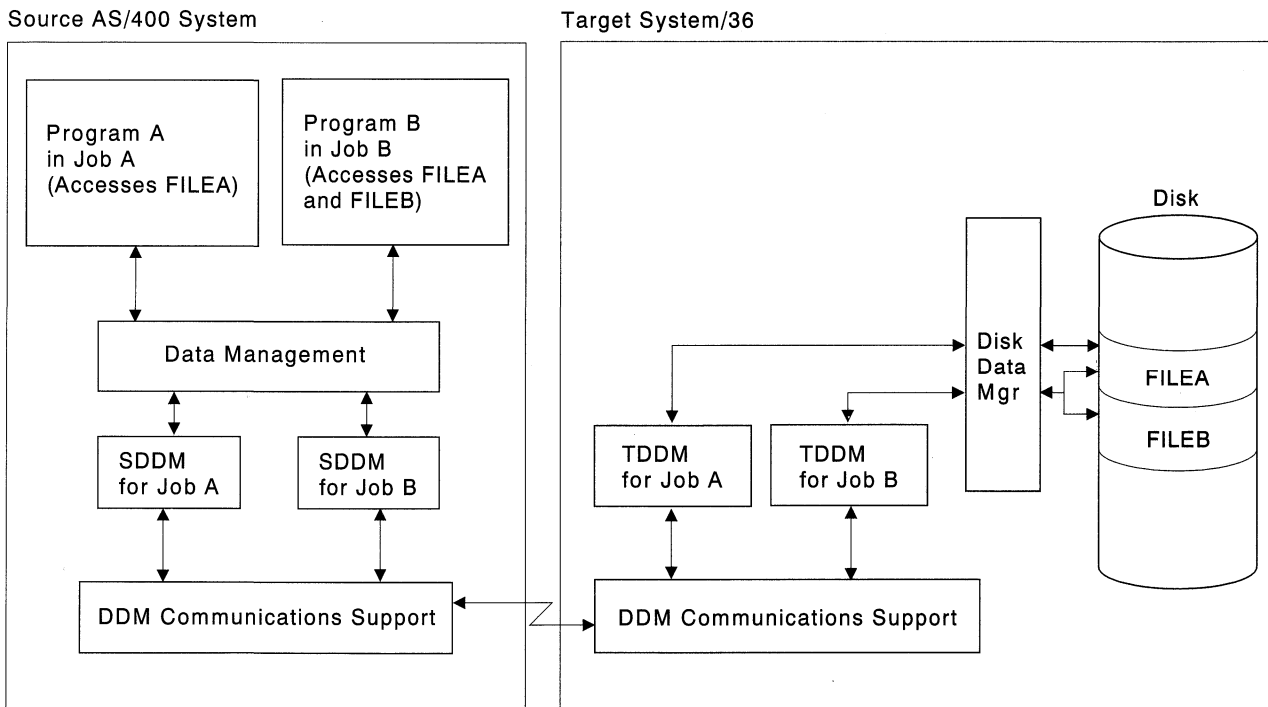 Source AS/400 System
Target System/36
Program A
in Job A
(Accesses FILEA)
Program B
in Job B
(Accesses FILEA
and FILEB)
Data Management
SDDM
for Job A
SDDM
for Job B
DDM Communications Support
TDDM
for Job A
TDDM
for Job B
DDM Communications Support
Disk
Data
Mgr
Disk
FILEA
FILEB